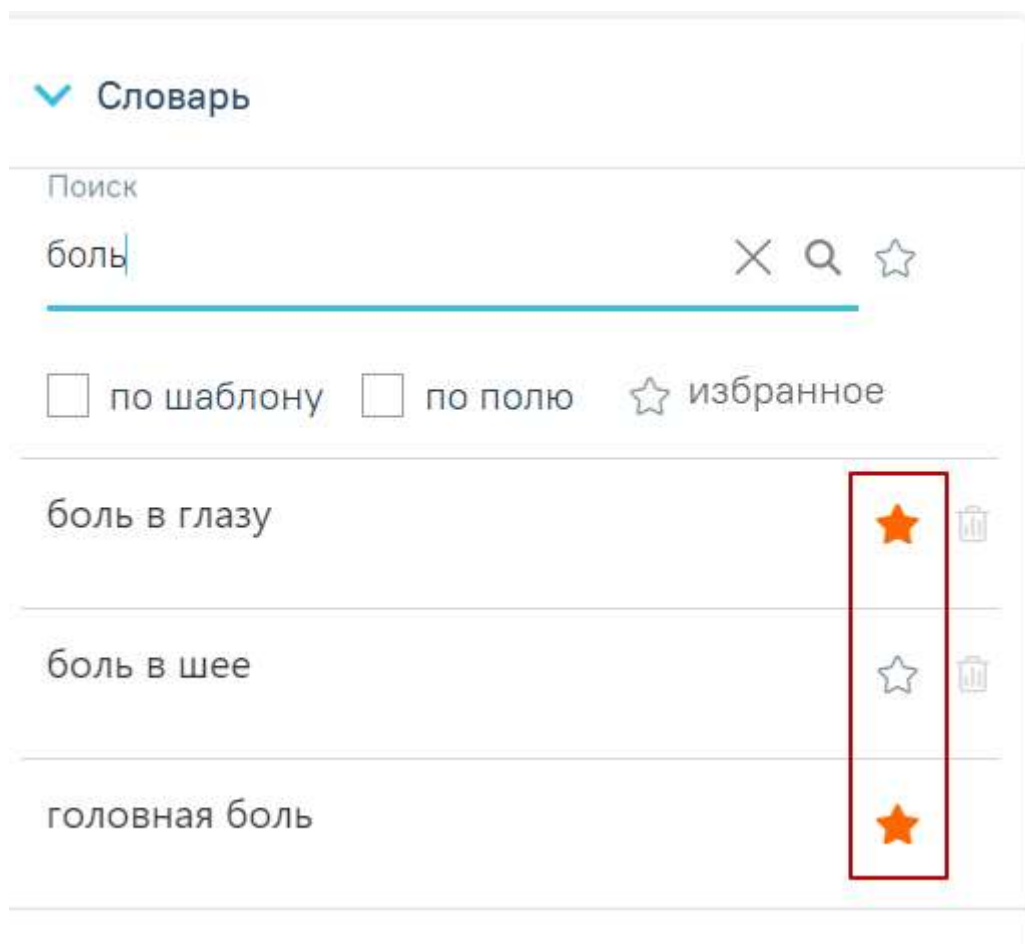 Словарь
Поиск
боль
по шаблону по полю избранное
боль в глазу
боль в шее
головная боль